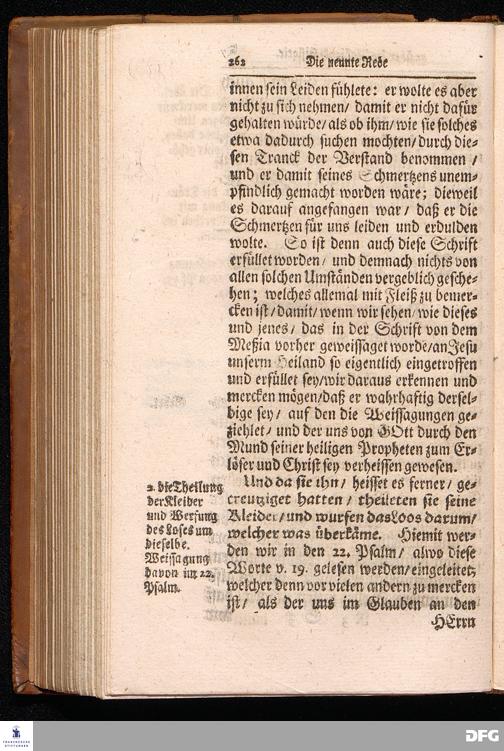 262 Die neunte Rede
innen sein Leiden fühlete: er wolte es aber
nicht zu sich nehmen/ damit er nicht dafür
gehalten würde/ als ob ihm/ wie sie solches
etwa dadurch suchen mochten/ durch die-
sen Tranck der Verstand benommen /
und er damit seines Schmertzens unem-
pfindlich gemacht worden wäre; dieweil
es darauf angefangen war / daß er die
Schmertzen für uns leiden und erdulden
wolte. So ist denn auch diese Schrift
erfüllet worden/ und demnach nichts von
allen solchen Umständen vergeblich gesche-
hen; welches allemal mit Fleiß zu bemer-
cken ist/ damit/ wenn wir sehen/ wie dieses
und jenes/ das in der Schrift von dem
Meßia vorher geweissaget worde/an Jesu
unserm Heiland so eigentlich eingetroffen
und erfüllet sey/wir daraus erkennen und
mercken mögen/daß er wahrhaftig dersel-
bige sey/ auf den die Weissagungen ge-
ziehlet/ und der uns von GOtt durch den
Mund seiner heiligen Propheten zum Er-
löser und Christ sey verheissen gewesen.
Und da sie ihn/ heisset es ferner/ ge-
creutziget hatten/ theileten sie seine
Kleider/und wurfen das Loos darum/
welcher was überkäme. Hiemit wer-
den wir in den 22. Psalm/ alwo diese
Worte v. 19. gelesen werden/ eingeleitet;
welcher denn vor vielen andern zu mercken
ist/ als der uns im Glauben an den
HErrn
2. die Theilung
der Kleider
und Werfung
des Loses um
dieselbe.
Weissagung
davon im 22.
Psalm.
FRANCKESCHE
STIFTUNGEN
DFG